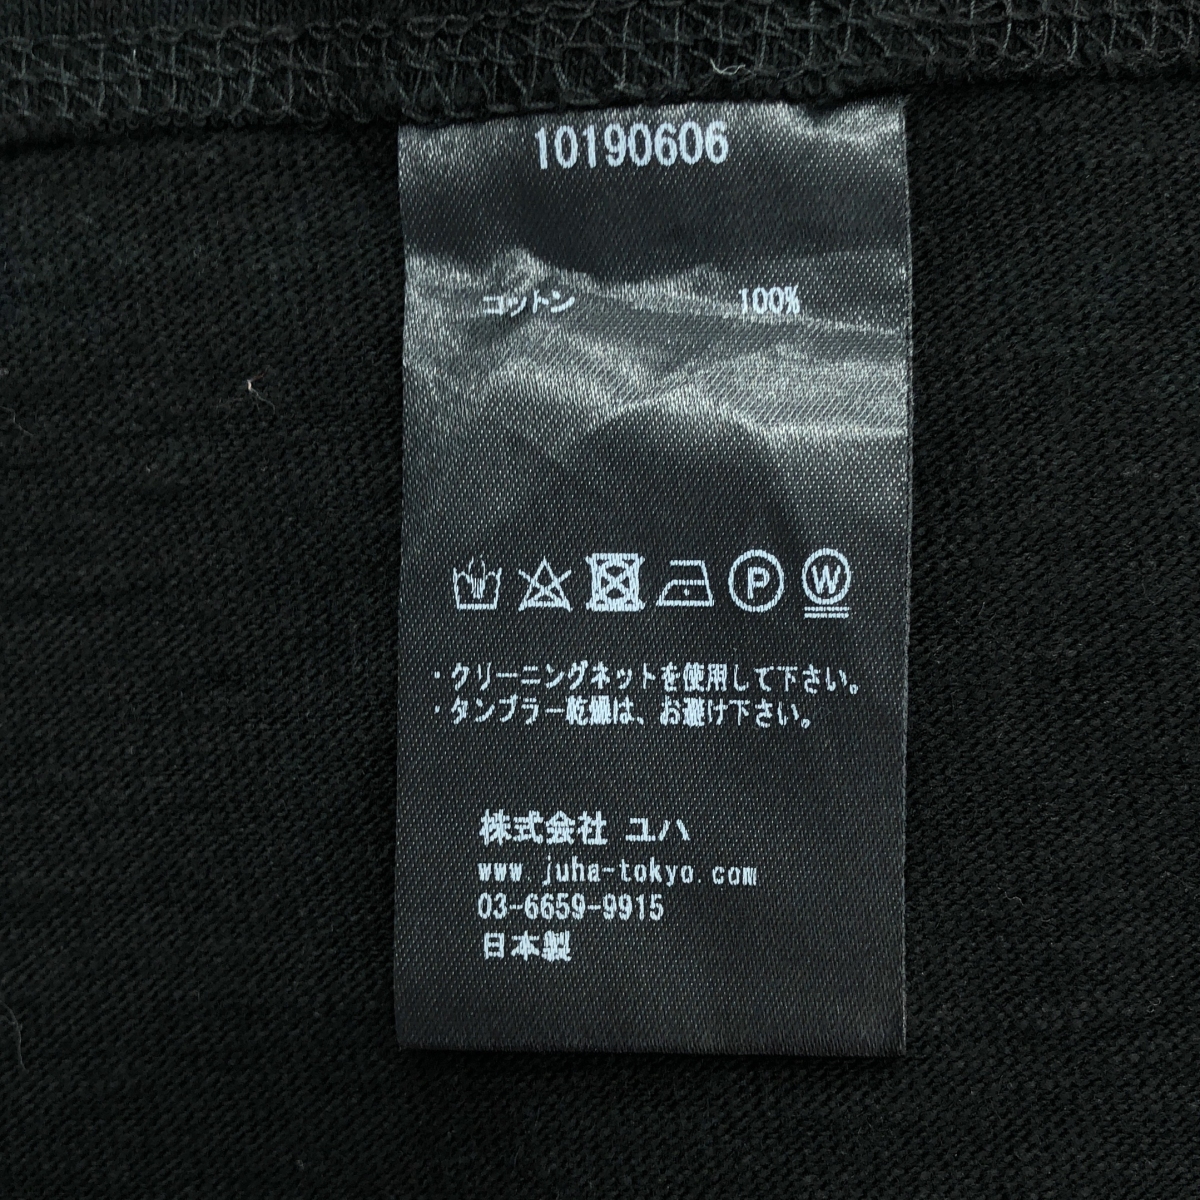 10190606
コットン 100%
P W
・クリーニングネットを使用して下さい。
・タンブラー乾燥は、お避け下さい。
株式会社 ユハ
www.juha-tokyo.com
03-6659-9915
日本製